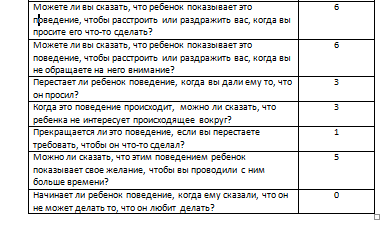 Можете ли вы сказать, что ребенок показывает это 6
поведение, чтобы расстроить или раздражить вас, когда вы
просите его что-то сделать?
Можете ли вы сказать, что ребенок показывает это 6
поведение, чтобы расстроить или раздражить вас, когда вы
не обращаете на него внимание?
Перестает ли ребенок поведение, когда вы дали ему то, что 3
он просил?
Когда это поведение происходит, можно ли сказать, что 3
ребенка не интересует происходящее вокруг?
Прекращается ли это поведение, если вы перестаете 1
требовать, чтобы он что-то сделал?
Можно ли сказать, что этим поведением ребенок 5
показывает свое желание, чтобы вы проводили с ним
больше времени?
Начинает ли ребенок поведение, когда ему сказали, что он 0
не может делать то, что он любит делать?